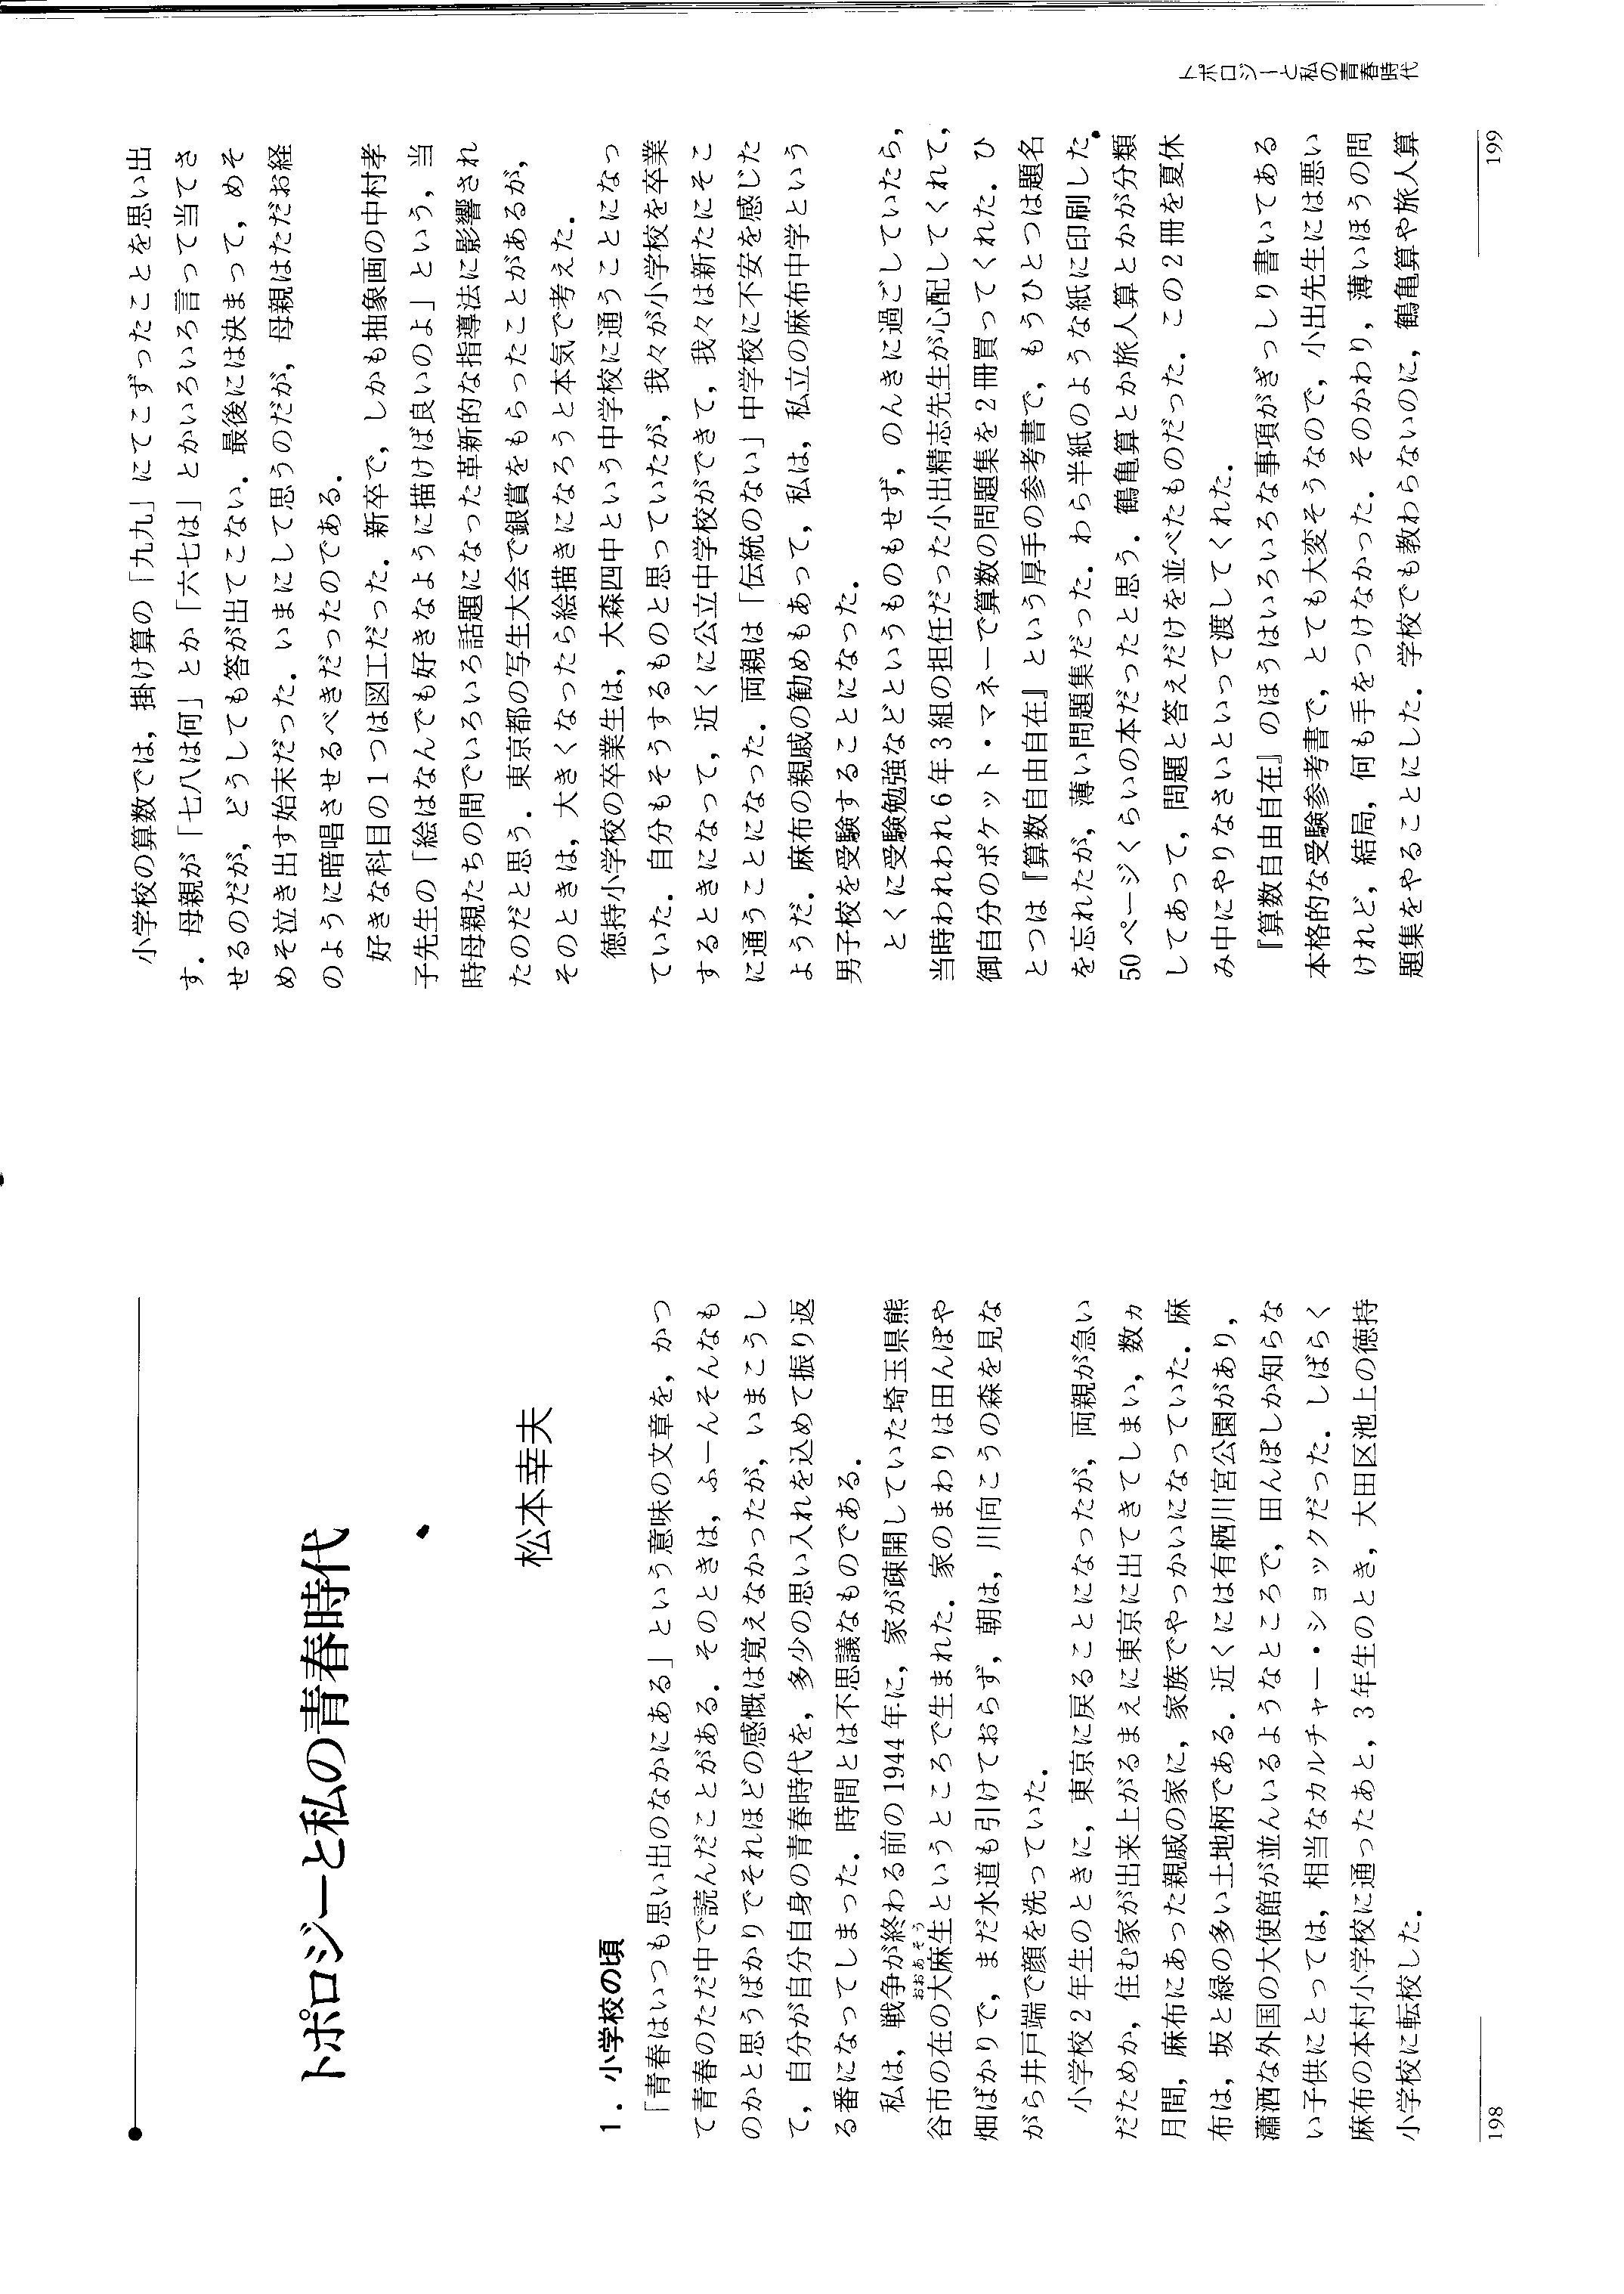 トポロジーと私の青春時代
松本幸夫
1. 小学校の頃
「青春はいつも思い出のなかにある」という意味の文章を，かつ
て青春のただ中で読んだことがある．そのときは，ふーんそんなも
のかと思うばかりでそれほどの感慨は覚えなかったが，いまこうし
て，自分が自分自身の青春時代を，多少の思い入れを込めて振り返
る番になってしまった．時間とは不思議なものである．
私は，戦争が終わる前の1944年に，家が疎開していた埼玉県熊
おおあそう
谷市の在の大麻生というところで生まれた．家のまわりは田んぼや
畑ばかりで，まだ水道も引けておらず，朝は，川向こうの森を見な
がら井戸端で顔を洗っていた．
小学校2年生のときに，東京に戻ることになったが，両親が急い
だためか，住む家が出来上がるまえに東京に出てきてしまい，数ヵ
月間，麻布にあった親戚の家に，家族でやっかいになっていた．麻
布は，坂と緑の多い土地柄である．近くには有栖川宮公園があり，
瀟洒な外国の大使館が並んいるようなところで，田んぼしか知らな
い子供にとっては，相当なカルチャー・ショックだった．しばらく
麻布の本村小学校に通ったあと，3年生のとき，大田区池上の徳持
小学校に転校した．
198
小学校の算数では，掛け算の「九九」にてこずったことを思い出
す．母親が「七八は何」とか「六七は」とかいろいろ言って当てさ
せるのだが，どうしても答が出てこない．最後には決まって，めそ
めそ泣き出す始末だった．いまにして思うのだが，母親はただお経
のように暗唱させるべきだったのである．
好きな科目の1つは図工だった．新卒で，しかも抽象画の中村孝
子先生の「絵はなんでも好きなように描けば良いのよ」という，当
時母親たちの間でいろいろ話題になった革新的な指導法に影響され
たのだと思う．東京都の写生大会で銀賞をもらったことがあるが，
そのときは，大きくなったら絵描きになろうと本気で考えた．
徳持小学校の卒業生は，大森四中という中学校に通うことになっ
ていた．自分もそうするものと思っていたが，我々が小学校を卒業
するときになって，近くに公立中学校ができて，我々は新たにそこ
に通うことになった．両親は「伝統のない」中学校に不安を感じた
ようだ．麻布の親戚の勧めもあって，私は，私立の麻布中学という
男子校を受験することになった．
とくに受験勉強などというものもせず，のんきに過ごしていたら，
当時われわれ6年3組の担任だった小出精志先生が心配してくれて，
御自分のポケット・マネーで算数の問題集を2冊買ってくれた．ひ
とつは『算数自由自在』という厚手の参考書で，もうひとつは題名
を忘れたが，薄い問題集だった．わら半紙のような紙に印刷した
50ページくらいの本だったと思う．鶴亀算とか旅人算とかが分類
してあって，問題と答えだけを並べたものだった．この2冊を夏休
み中にやりなさいといって渡してくれた．
『算数自由自在』のほうはいろいろな事項がぎっしり書いてある
本格的な受験参考書で，とても大変そうなので，小出先生には悪い
けれど，結局，何も手をつけなかった．そのかわり，薄いほうの問
題集をやることにした．学校でも教わらないのに，鶴亀算や旅人算
トポロジーと私の青春時代
199